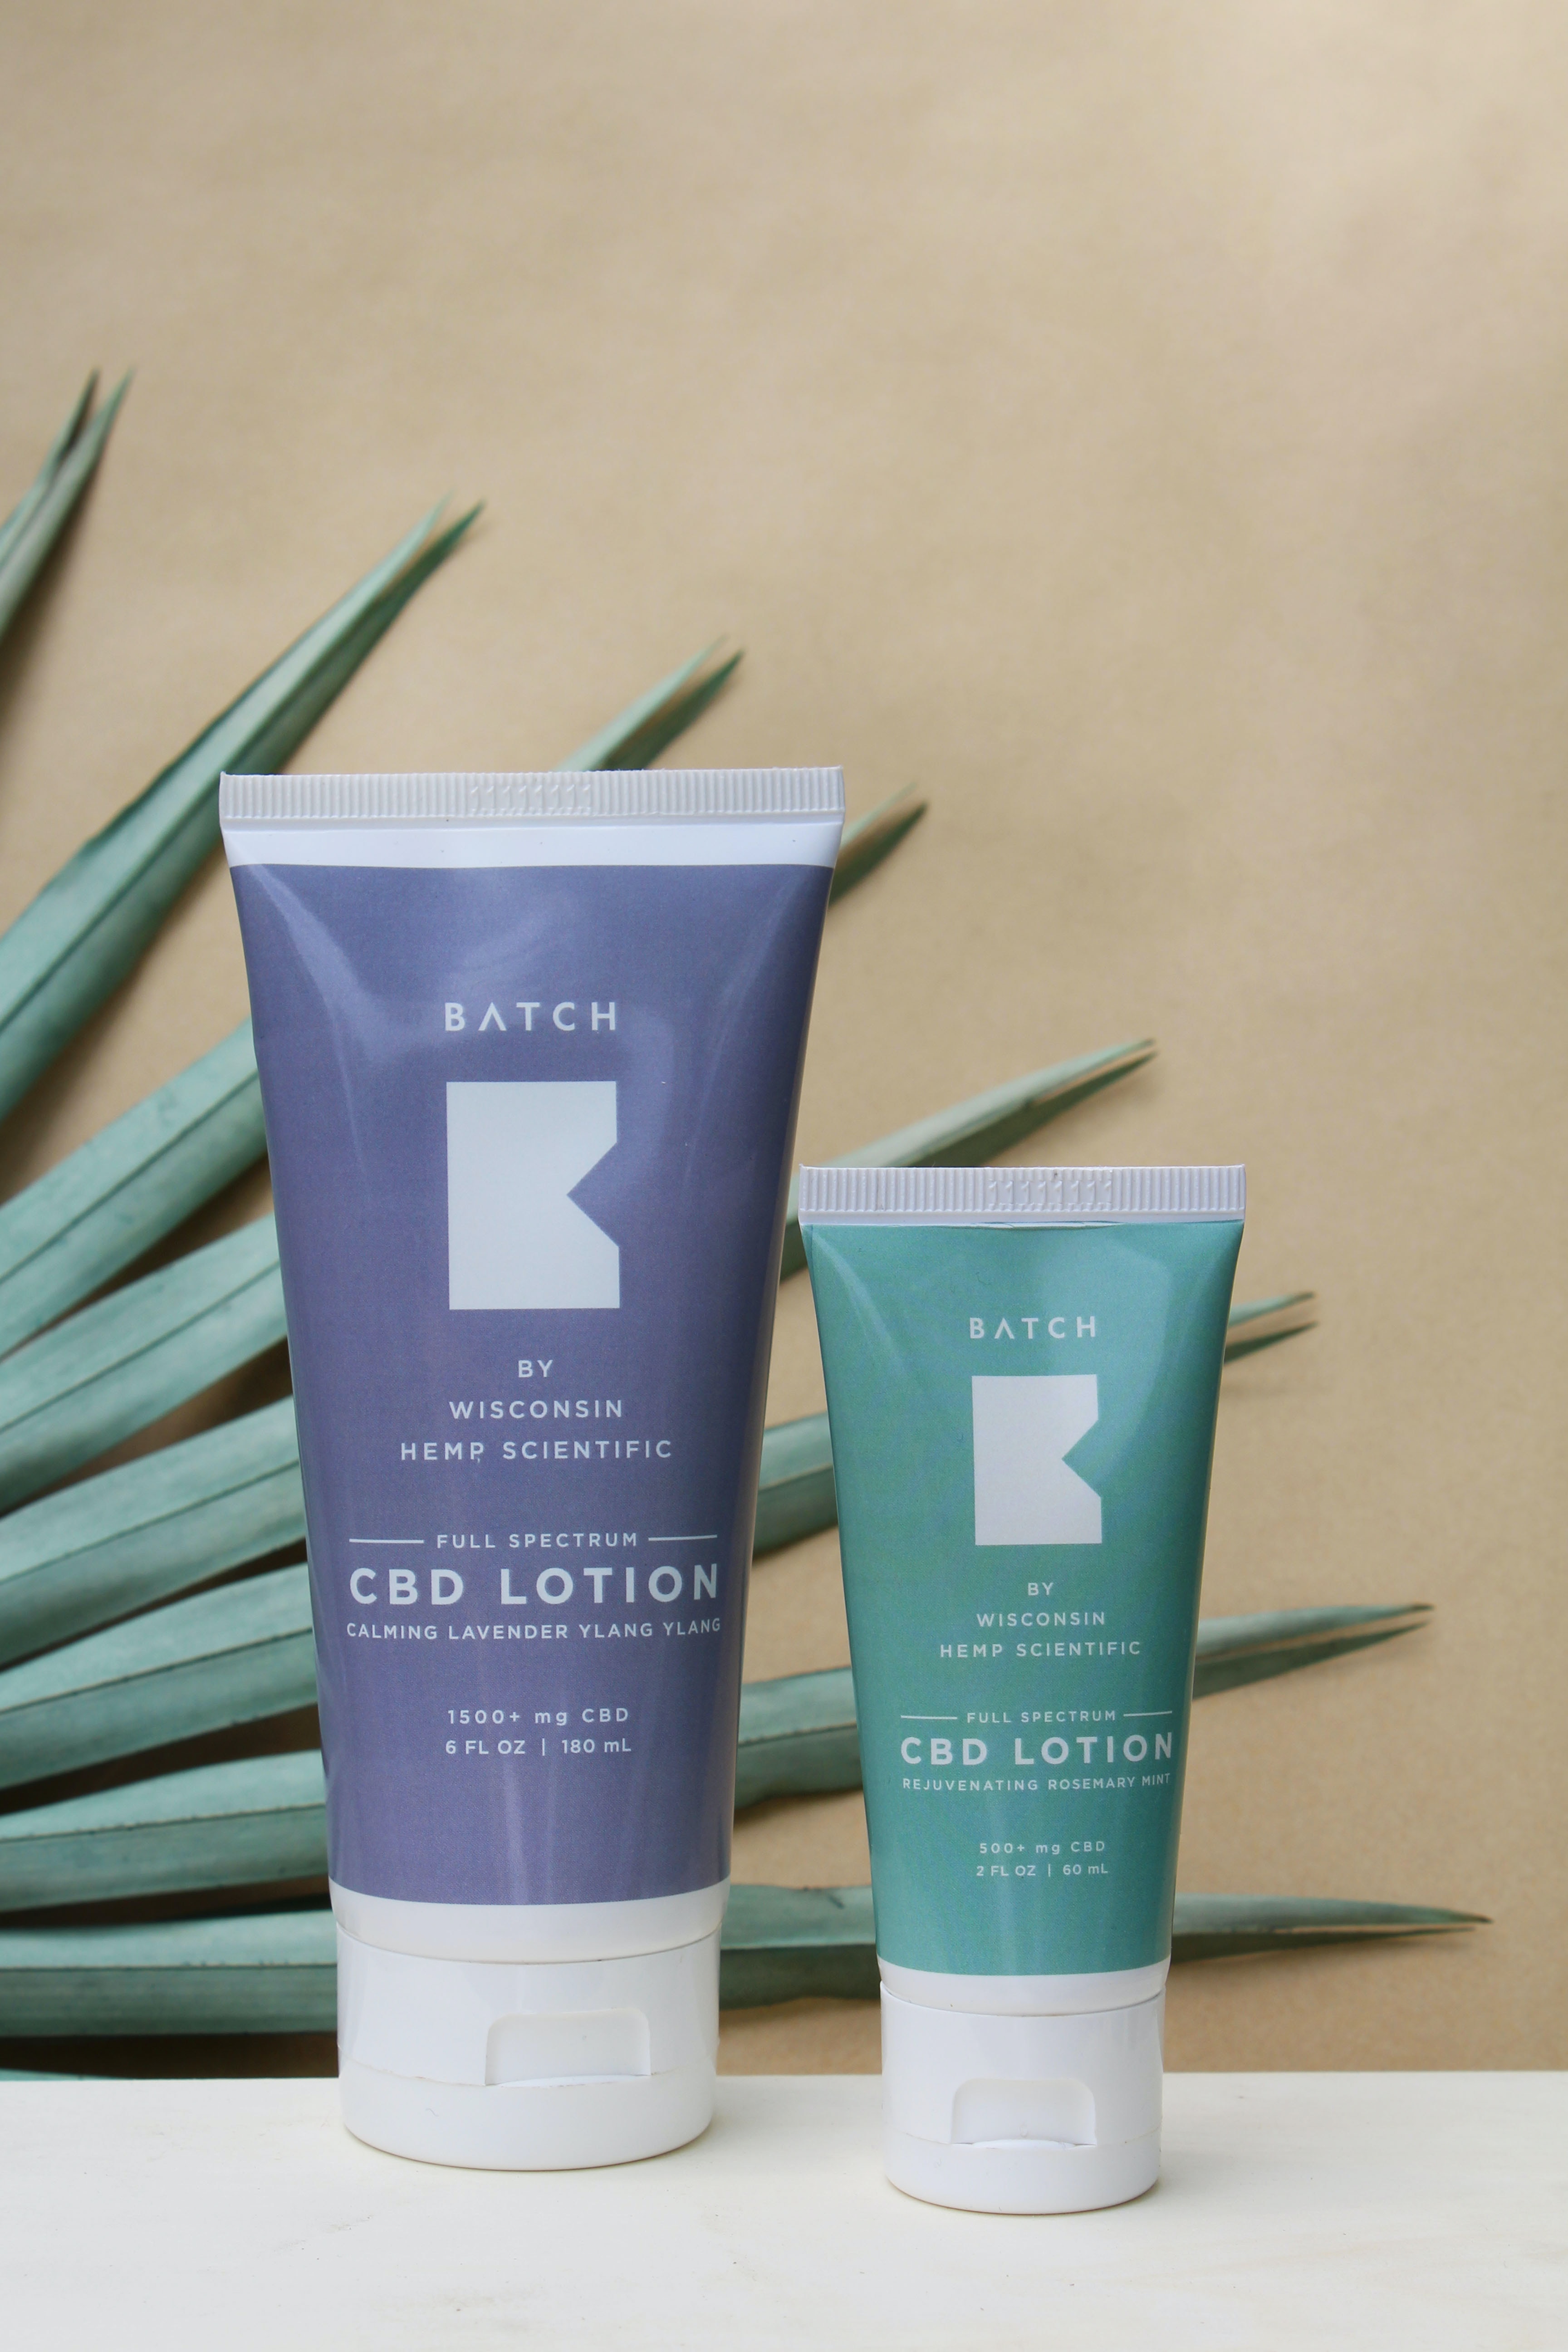 BATCH
BY
WISCONSIN
HEMP SCIENTIFIC
FULL SPECTRUM
CBD LOTION
CALMING LAVENDER YLANG YLANG
1500+ mg CBD
6 FL OZ | 180 mL
BATCH
BY
WISCONSIN
HEMP SCIENTIFIC
FULL SPECTRUM
CBD LOTION
REJUVENATING ROSEMARY MINT
500+ mg CBD
2 FL OZ | 60 mL